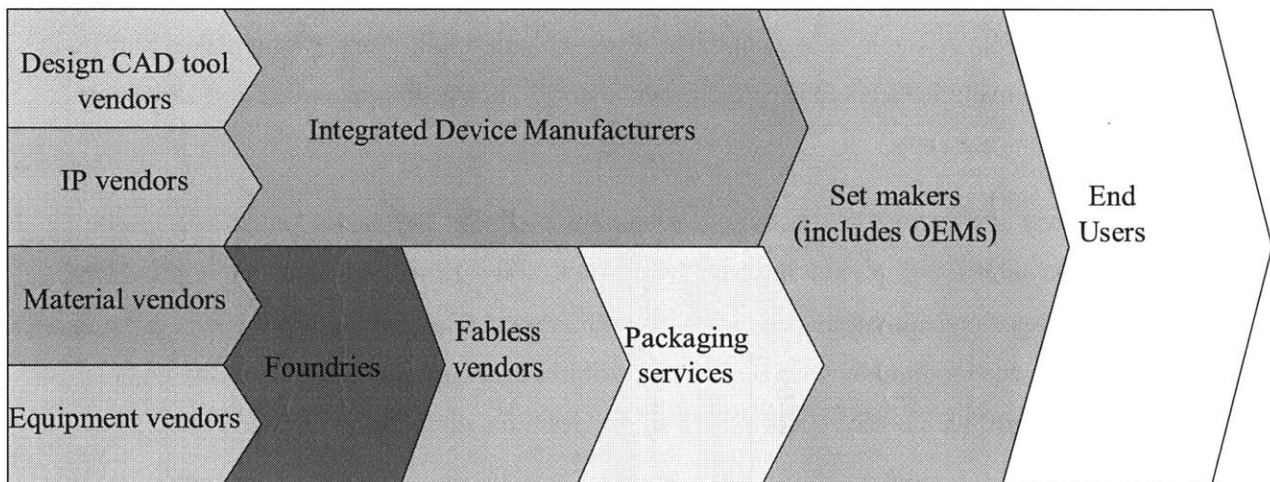 Design CAD tool
vendors
IP vendors
Material vendors
Equipment vendors
Integrated Device Manufacturers
Foundries
Fabless
vendors
Packaging
services
Set makers
(includes OEMs)
End
Users